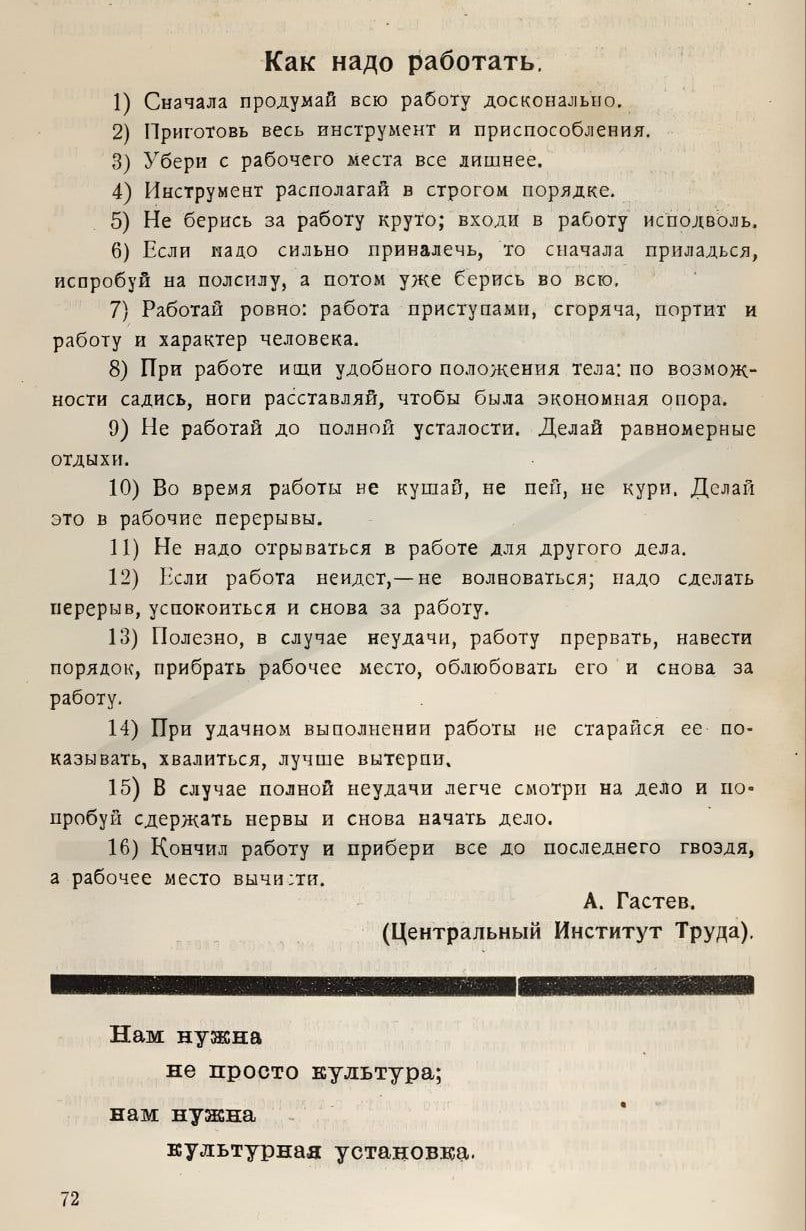 Как надо работать.
1) Сначала продумай всю работу досконально.
2) Приготовь весь инструмент и приспособления.
3) Убери с рабочего места все лишнее.
4) Инструмент располагай в строгом порядке.
5) Не берись за работу круто; входи в работу исподволь.
6) Если надо сильно приналечь, то сначала приладься,
испробуй на полсилу, а потом уже берись во всю.
7) Работай ровно: работа приступами, сгоряча, портит и
работу и характер человека.
8) При работе ищи удобного положения тела: по возмож-
ности садись, ноги расставляй, чтобы была экономная опора.
9) Не работай до полной усталости. Делай равномерные
отдыхи.
10) Во время работы не кушай, не пей, не кури. Делай
это в рабочие перерывы.
11) Не надо отрываться в работе для другого дела.
12) Если работа неидет,—не волноваться; надо сделать
перерыв, успокоиться и снова за работу.
13) Полезно, в случае неудачи, работу прервать, навести
порядок, прибрать рабочее место, облюбовать его и снова за
работу.
14) При удачном выполнении работы не старайся ее по-
казывать, хвалиться, лучше вытерпи.
15) В случае полной неудачи легче смотри на дело и по-
пробуй сдержать нервы и снова начать дело.
16) Кончил работу и прибери все до последнего гвоздя,
а рабочее место вычисти.
А. Гастев.
(Центральный Институт Труда).
Нам нужна
не просто культура;
нам нужна
культурная установка.
72